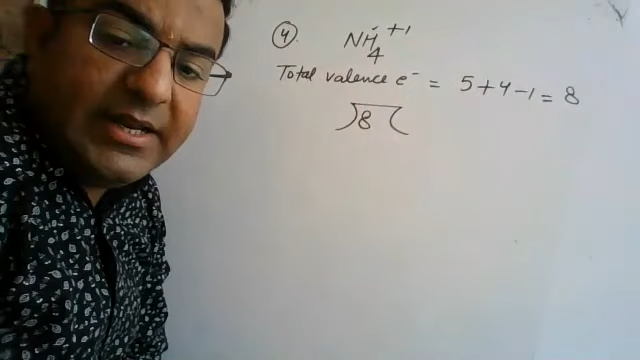 ④. NH₄⁺¹
Total valence e⁻ = 5+4-1 = 8
8